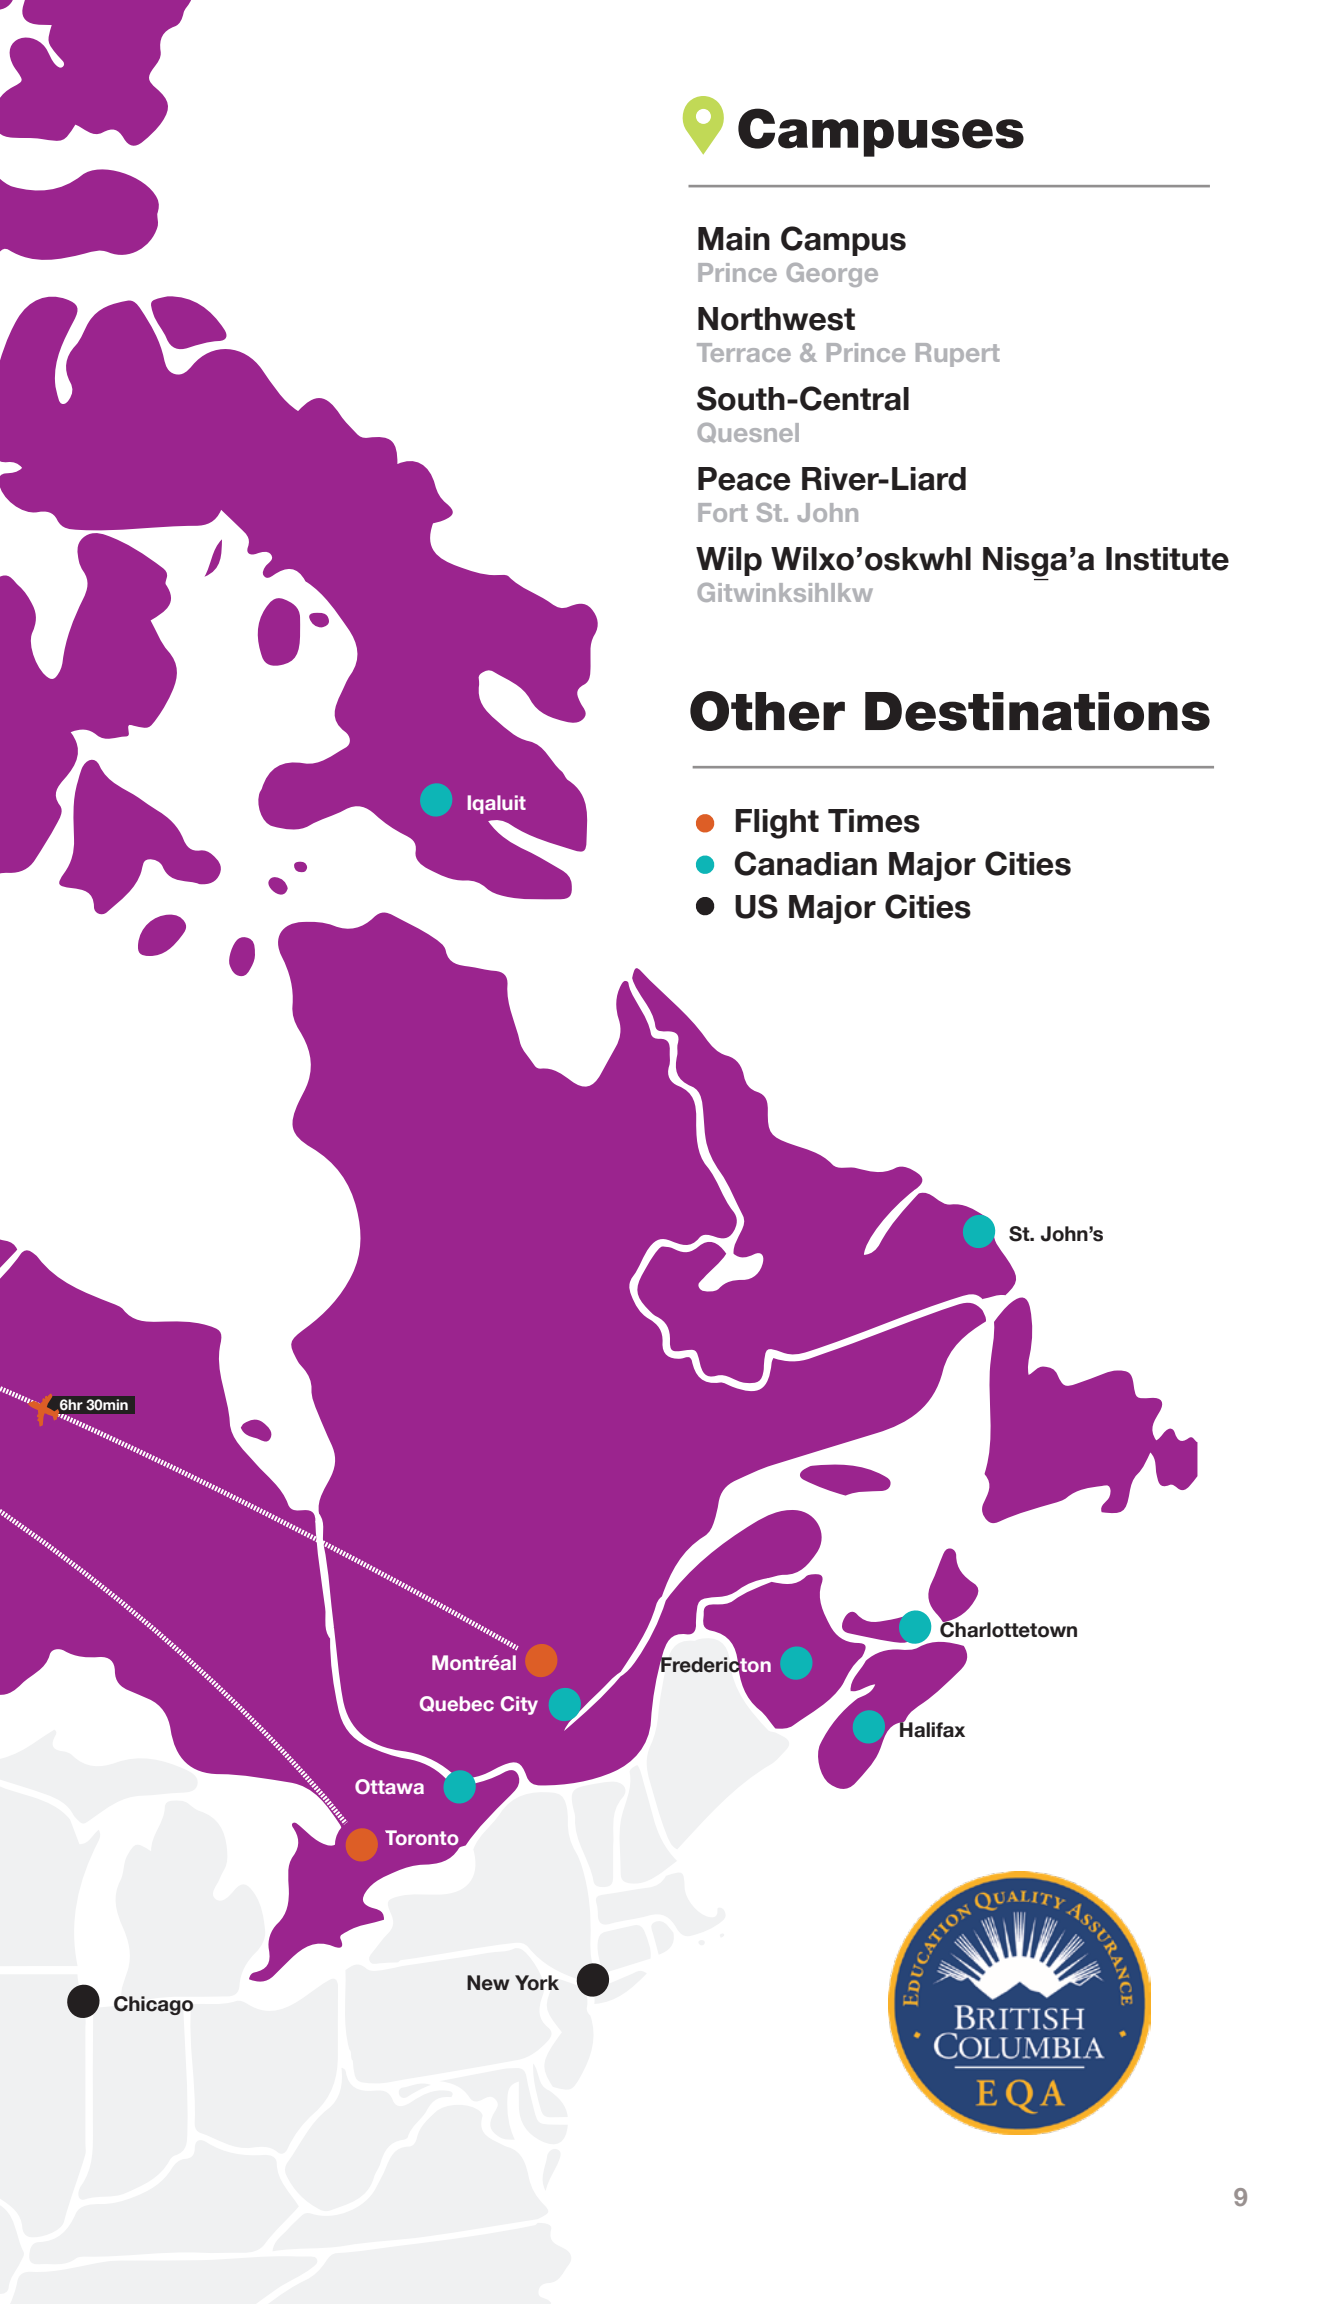 Campuses
Main Campus
Prince George
Northwest
Terrace & Prince Rupert
South-Central
Quesnel
Peace River-Liard
Fort St. John
Wilp Wilxo’oskwhl Nisg̲a’a Institute
Gitwinksihlkw
Other Destinations
Flight Times
Canadian Major Cities
US Major Cities
Iqaluit
St. John’s
6hr 30min
Charlottetown
Montréal
Fredericton
Quebec City
Halifax
Ottawa
Toronto
New York
Chicago
EDUCATION QUALITY ASSURANCE
BRITISH
COLUMBIA
EQA
9